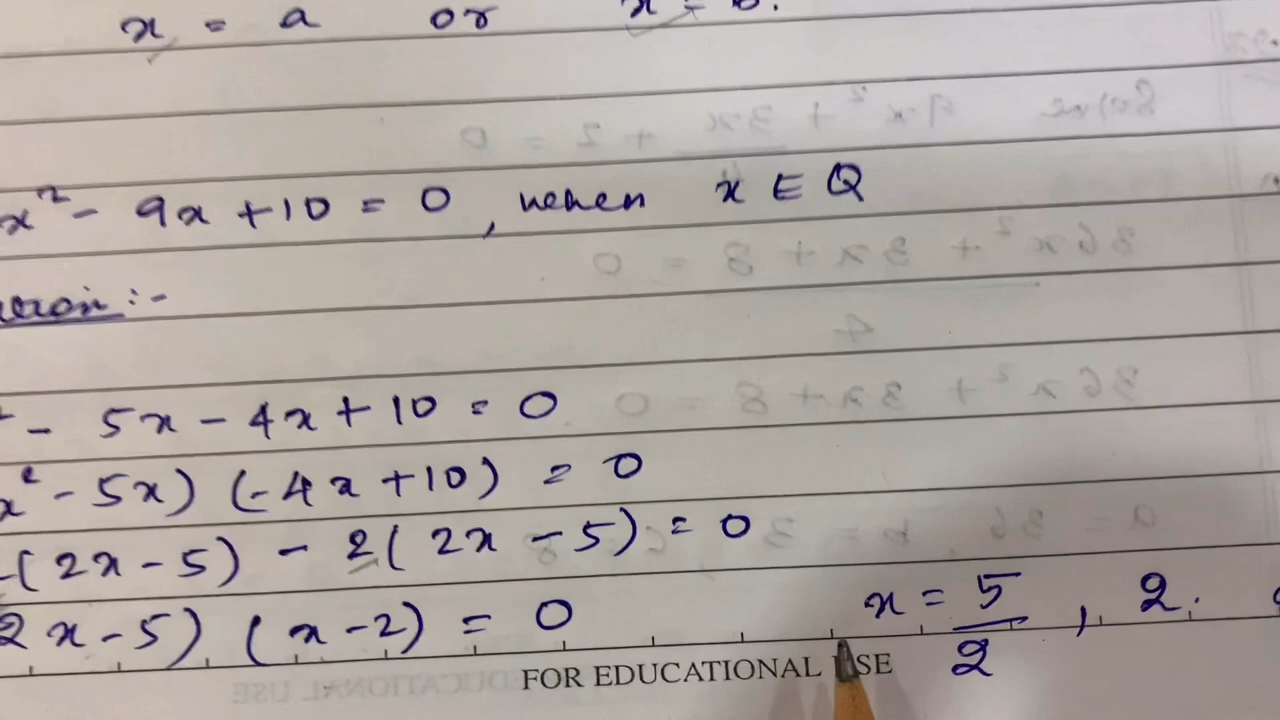 x = a or x = b.
x² - 9x + 10 = 0, when x ∈ Q
- 5x - 4x + 10 = 0
x² - 5x) (-4x + 10) = 0
(2x - 5) - 2(2x - 5) = 0
2x - 5) (x - 2) = 0 x = 5/2 , 2.
FOR EDUCATIONAL USE